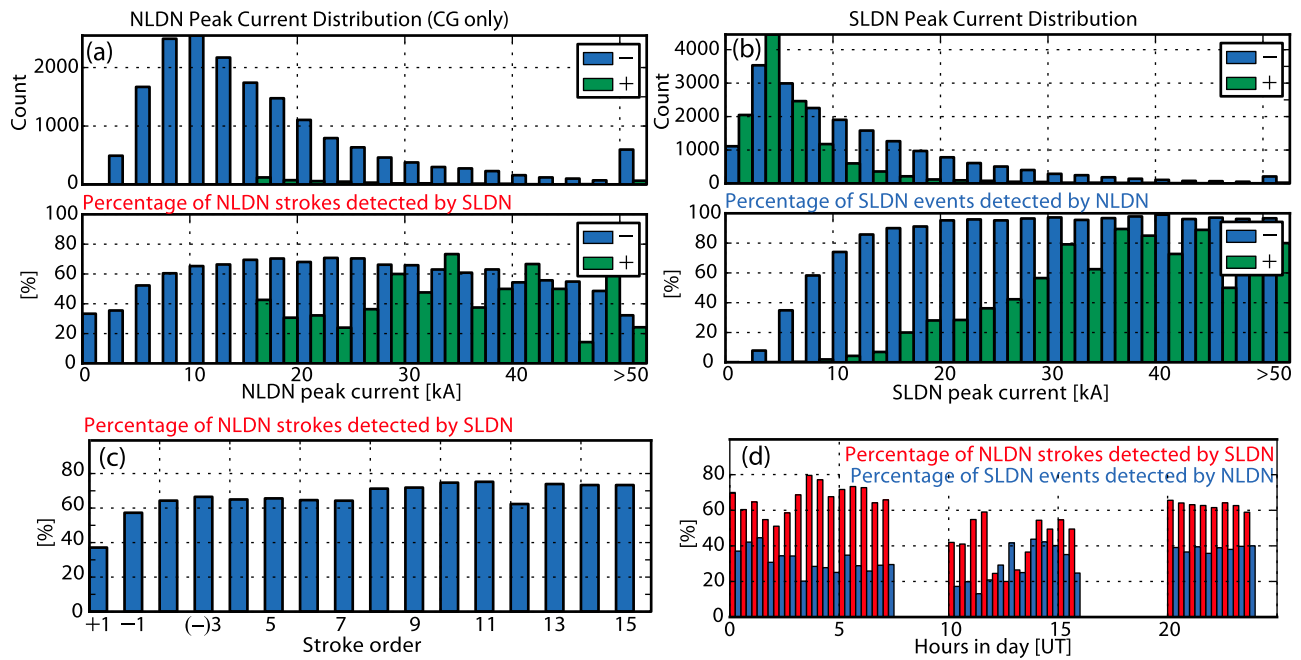 NLDN Peak Current Distribution (CG only)
(a)
−
+
Count
2000
1000
0
Percentage of NLDN strokes detected by SLDN
100
80
60
40
20
0
[%]
−
+
0 10 20 30 40 >50
NLDN peak current [kA]
SLDN Peak Current Distribution
(b)
−
+
Count
4000
3000
2000
1000
0
Percentage of SLDN events detected by NLDN
100
80
60
40
20
0
[%]
−
+
0 10 20 30 40 >50
SLDN peak current [kA]
Percentage of NLDN strokes detected by SLDN
(c)
80
60
40
20
0
[%]
+1 −1 (−)3 5 7 9 11 13 15
Stroke order
(d)
Percentage of NLDN strokes detected by SLDN
Percentage of SLDN events detected by NLDN
80
60
40
20
0
[%]
0 5 10 15 20
Hours in day [UT]